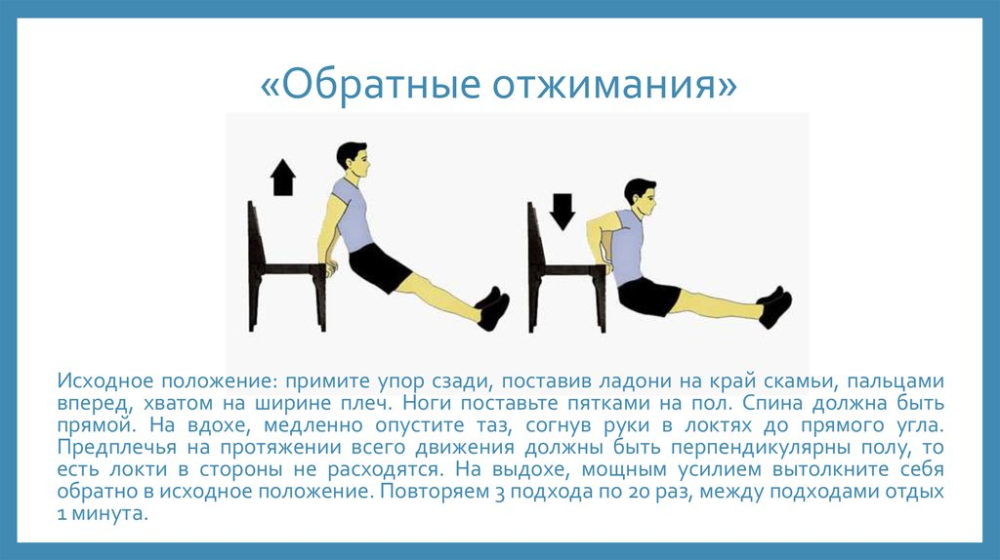 «Обратные отжимания»
Исходное положение: примите упор сзади, поставив ладони на край скамьи, пальцами
вперед, хватом на ширине плеч. Ноги поставьте пятками на пол. Спина должна быть
прямой. На вдохе, медленно опустите таз, согнув руки в локтях до прямого угла.
Предплечья на протяжении всего движения должны быть перпендикулярны полу, то
есть локти в стороны не расходятся. На выдохе, мощным усилием вытолкните себя
обратно в исходное положение. Повторяем 3 подхода по 20 раз, между подходами отдых
1 минута.